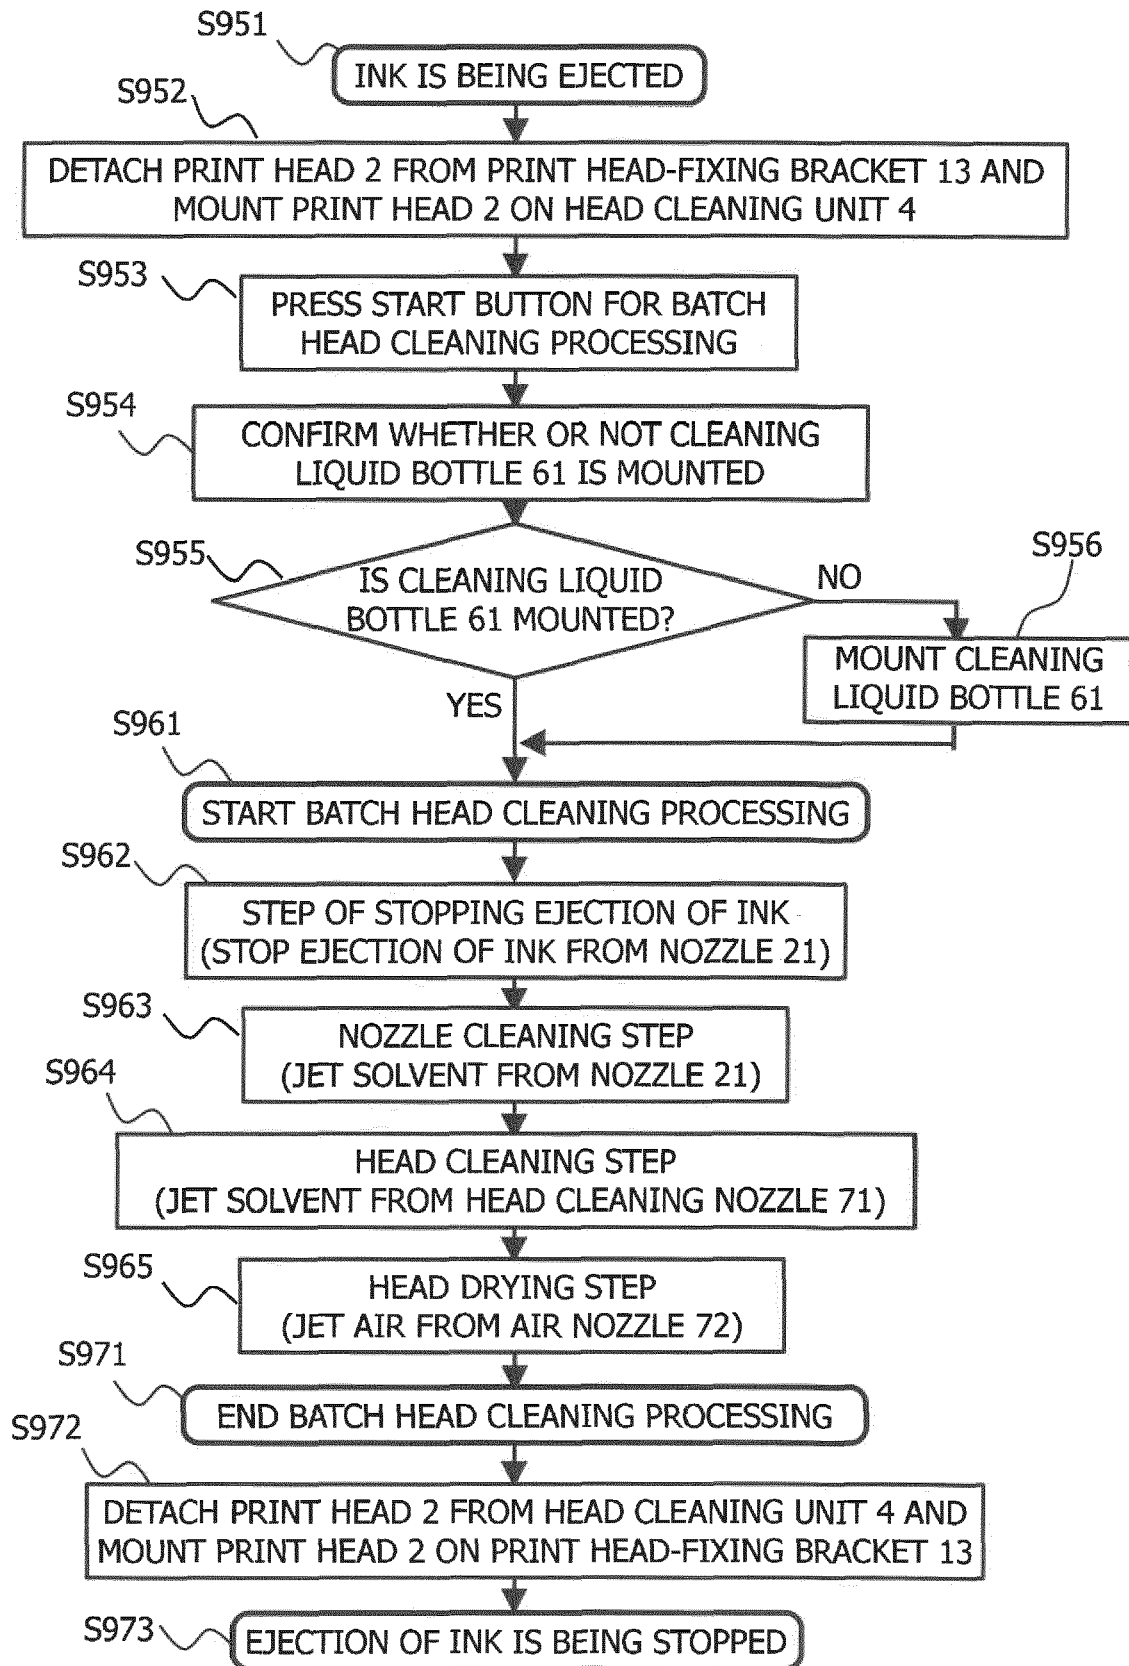 S951
INK IS BEING EJECTED
S952
DETACH PRINT HEAD 2 FROM PRINT HEAD-FIXING BRACKET 13 AND
MOUNT PRINT HEAD 2 ON HEAD CLEANING UNIT 4
S953
PRESS START BUTTON FOR BATCH
HEAD CLEANING PROCESSING
S954
CONFIRM WHETHER OR NOT CLEANING
LIQUID BOTTLE 61 IS MOUNTED
S955
IS CLEANING LIQUID
BOTTLE 61 MOUNTED?
NO
S956
MOUNT CLEANING
LIQUID BOTTLE 61
YES
S961
START BATCH HEAD CLEANING PROCESSING
S962
STEP OF STOPPING EJECTION OF INK
(STOP EJECTION OF INK FROM NOZZLE 21)
S963
NOZZLE CLEANING STEP
(JET SOLVENT FROM NOZZLE 21)
S964
HEAD CLEANING STEP
(JET SOLVENT FROM HEAD CLEANING NOZZLE 71)
S965
HEAD DRYING STEP
(JET AIR FROM AIR NOZZLE 72)
S971
END BATCH HEAD CLEANING PROCESSING
S972
DETACH PRINT HEAD 2 FROM HEAD CLEANING UNIT 4 AND
MOUNT PRINT HEAD 2 ON PRINT HEAD-FIXING BRACKET 13
S973
EJECTION OF INK IS BEING STOPPED